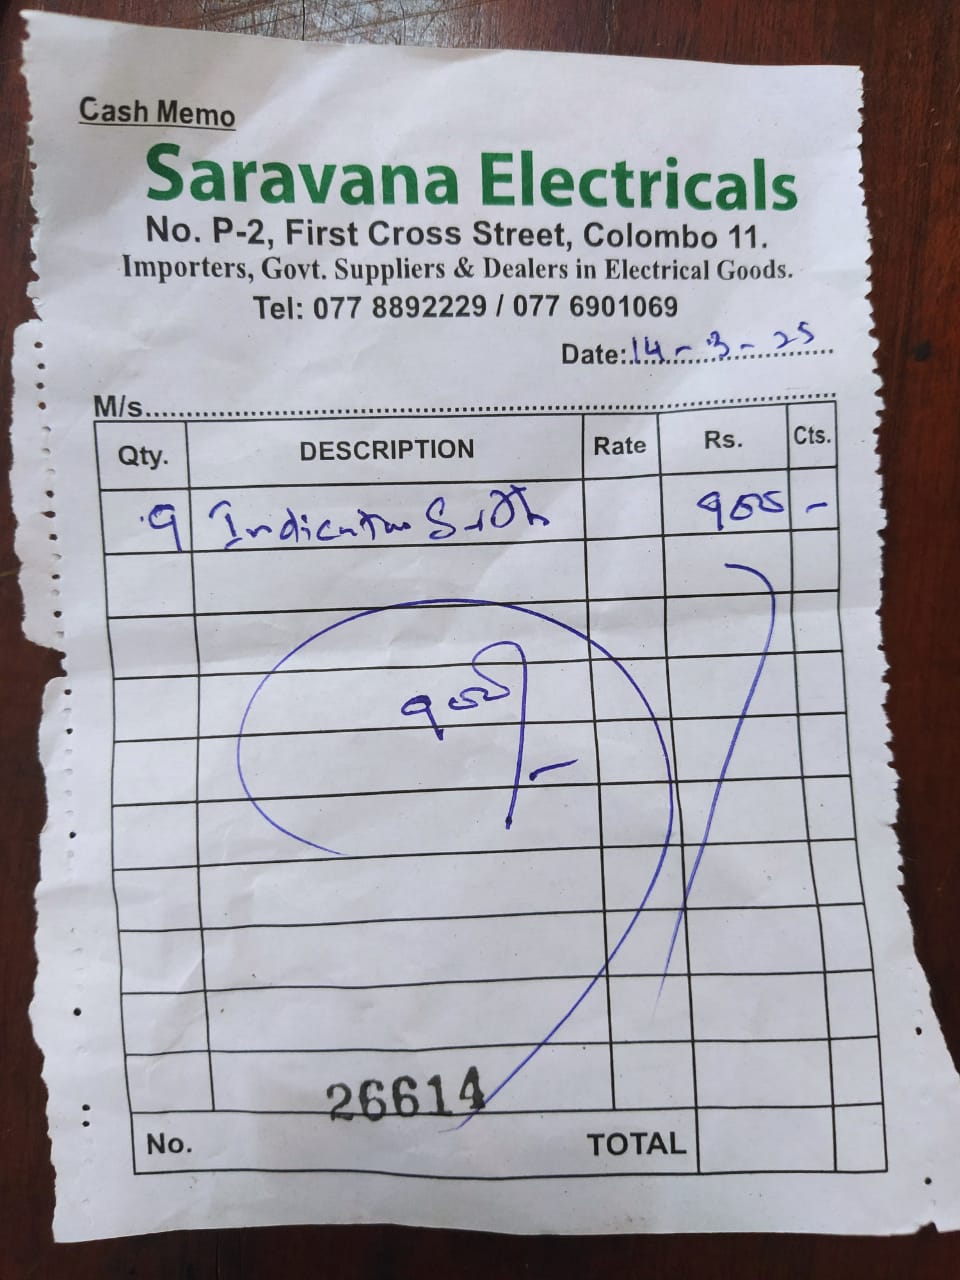 Cash Memo
Saravana Electricals
No. P-2, First Cross Street, Colombo 11.
Importers, Govt. Suppliers & Dealers in Electrical Goods.
Tel: 077 8892229 / 077 6901069
Date: 14-3-25
M/s
Qty. DESCRIPTION Rate Rs. Cts.
9 900 -
900/-
26614
No. TOTAL